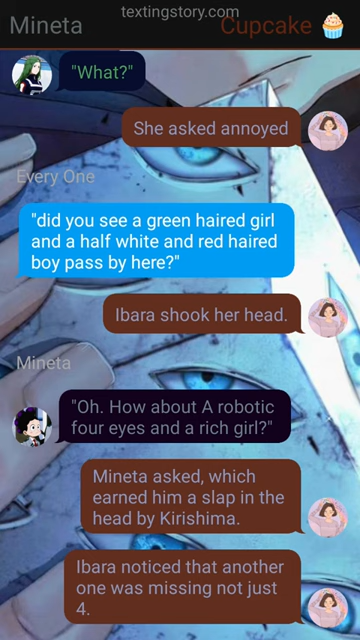 textingstory.com
Mineta
Cupcake 🧁
"What?"
She asked annoyed
Every One
"did you see a green haired girl
and a half white and red haired
boy pass by here?"
Ibara shook her head.
Mineta
"Oh. How about A robotic
four eyes and a rich girl?"
Mineta asked, which
earned him a slap in the
head by Kirishima.
Ibara noticed that another
one was missing not just
4.